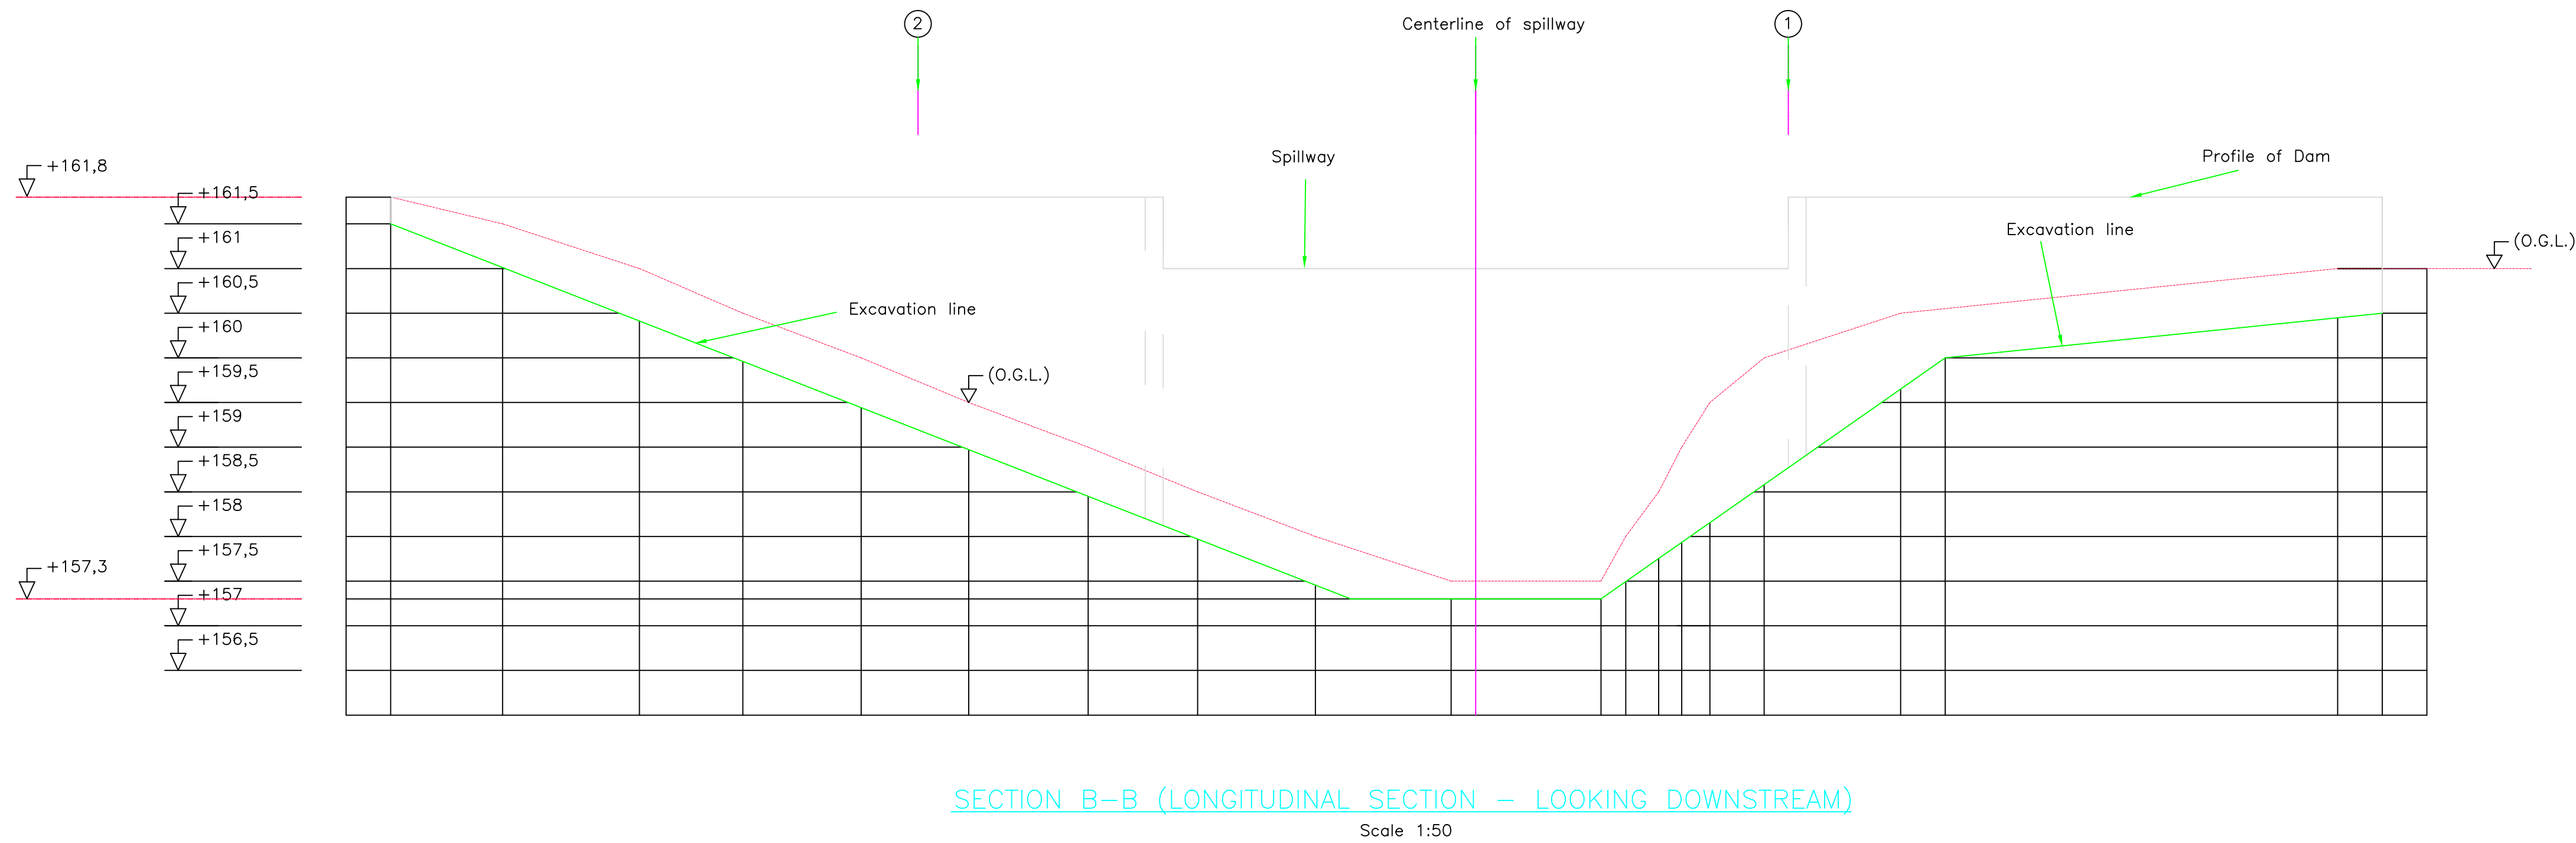 2
Centerline of spillway
1
Spillway
Profile of Dam
+161,8
+161,5
Excavation line
+161
(O.G.L.)
+160,5
Excavation line
+160
+159,5
(O.G.L.)
+159
+158,5
+158
+157,5
+157,3
+157
+156,5
SECTION B-B (LONGITUDINAL SECTION - LOOKING DOWNSTREAM)
Scale 1:50